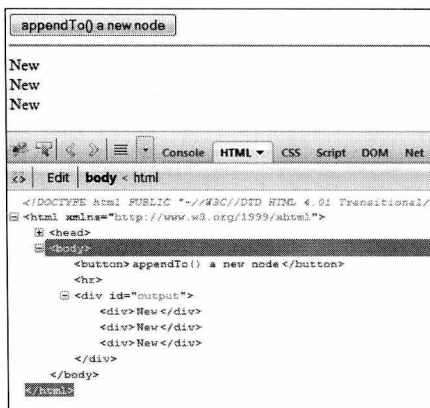 appendTo() a new node
New
New
New
Console HTML CSS Script DOM Net
Edit body < html
<!DOCTYPE html PUBLIC "-//W3C//DTD HTML 4.01 Transitional/
<html xmlns="http://www.w3.org/1999/xhtml">
<head>
<body>
<button>appendTo() a new node</button>
<hr>
<div id="output">
<div>New</div>
<div>New</div>
<div>New</div>
</div>
</body>
</html>